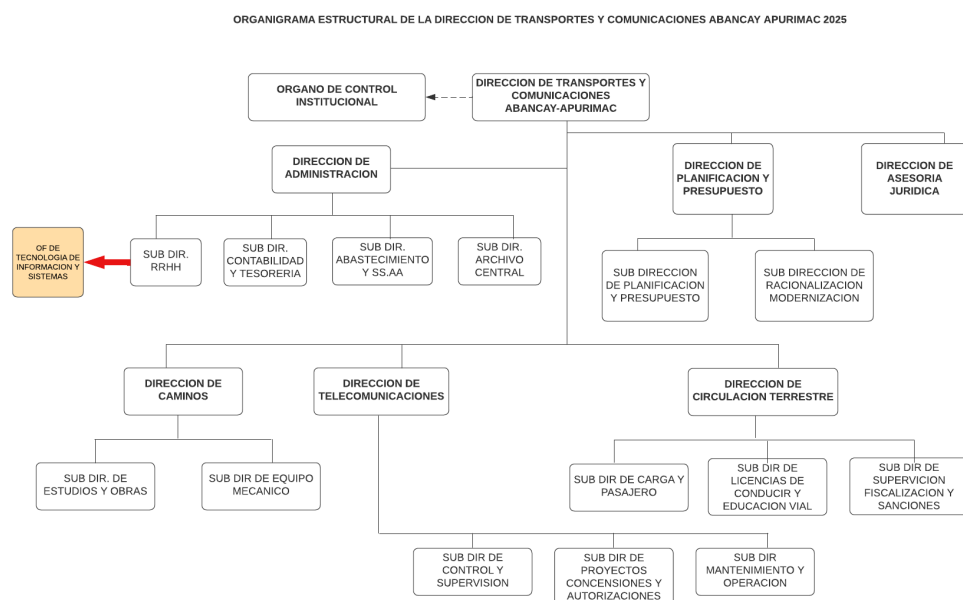 ORGANIGRAMA ESTRUCTURAL DE LA DIRECCION DE TRANSPORTES Y COMUNICACIONES ABANCAY APURIMAC 2025
ORGANO DE CONTROL
INSTITUCIONAL
DIRECCION DE TRANSPORTES Y
COMUNICACIONES
ABANCAY-APURIMAC
DIRECCION DE
ADMINISTRACION
DIRECCION DE
PLANIFICACION Y
PRESUPUESTO
DIRECCION DE
ASESORIA
JURIDICA
OF DE
TECNOLOGIA DE
INFORMACION Y
SISTEMAS
SUB DIR.
RRHH
SUB DIR.
CONTABILIDAD
Y TESORERIA
SUB DIR.
ABASTECIMIENTO
Y SS.AA
SUB DIR.
ARCHIVO
CENTRAL
SUB DIRECCION
DE PLANIFICACION
Y PRESUPUESTO
SUB DIRECCION DE
RACIONALIZACION
MODERNIZACION
DIRECCION DE
CAMINOS
DIRECCION DE
TELECOMUNICACIONES
DIRECCION DE
CIRCULACION TERRESTRE
SUB DIR. DE
ESTUDIOS Y OBRAS
SUB DIR DE EQUIPO
MECANICO
SUB DIR DE CARGA Y
PASAJERO
SUB DIR DE
LICENCIAS DE
CONDUCIR Y
EDUCACION VIAL
SUB DIR DE
SUPERVICION
FISCALIZACION Y
SANCIONES
SUB DIR DE
CONTROL Y
SUPERVISION
SUB DIR DE
PROYECTOS
CONCENSIONES Y
AUTORIZACIONES
SUB DIR
MANTENIMIENTO Y
OPERACION